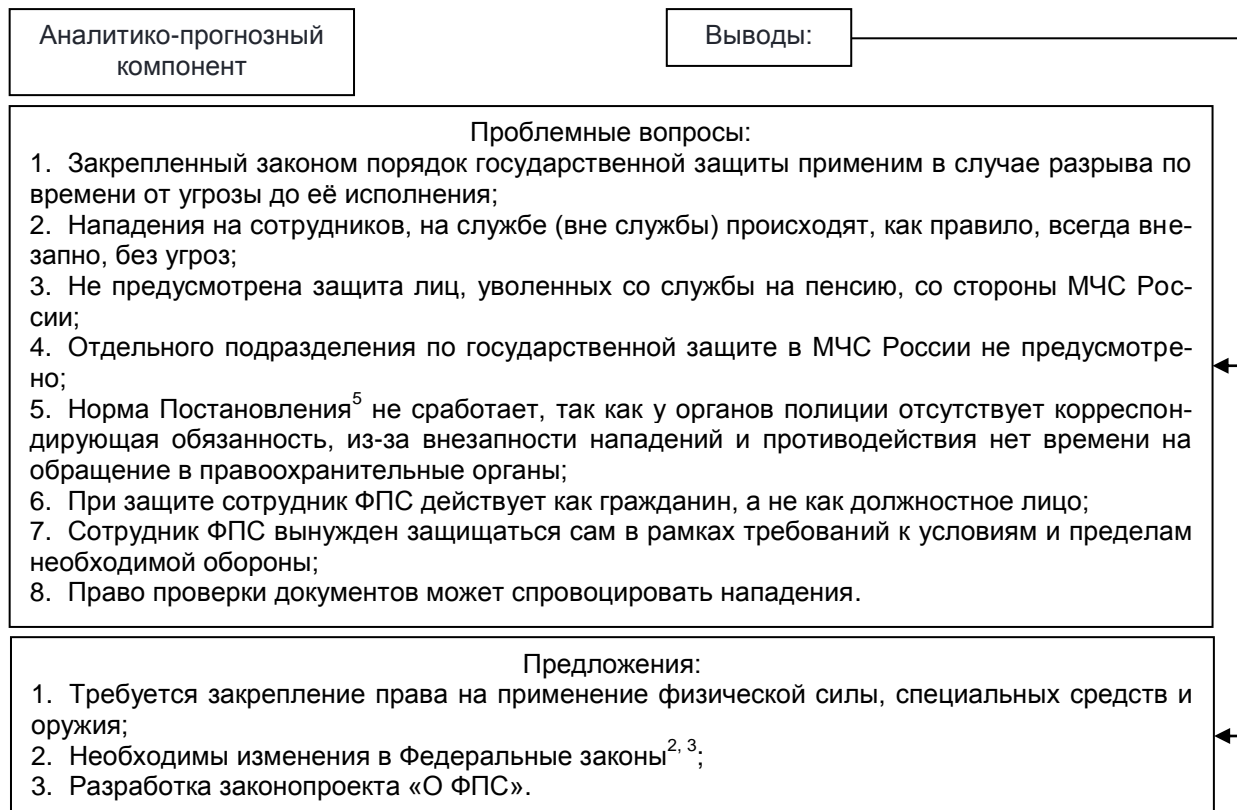 Аналитико-прогнозный
компонент
Выводы:
Проблемные вопросы:
1. Закрепленный законом порядок государственной защиты применим в случае разрыва по
времени от угрозы до её исполнения;
2. Нападения на сотрудников, на службе (вне службы) происходят, как правило, всегда вне-
запно, без угроз;
3. Не предусмотрена защита лиц, уволенных со службы на пенсию, со стороны МЧС Рос-
сии;
4. Отдельного подразделения по государственной защите в МЧС России не предусмотре-
но;
5. Норма Постановления⁵ не сработает, так как у органов полиции отсутствует корреспон-
дирующая обязанность, из-за внезапности нападений и противодействия нет времени на
обращение в правоохранительные органы;
6. При защите сотрудник ФПС действует как гражданин, а не как должностное лицо;
7. Сотрудник ФПС вынужден защищаться сам в рамках требований к условиям и пределам
необходимой обороны;
8. Право проверки документов может спровоцировать нападения.
Предложения:
1. Требуется закрепление права на применение физической силы, специальных средств и
оружия;
2. Необходимы изменения в Федеральные законы²,³;
3. Разработка законопроекта «О ФПС».